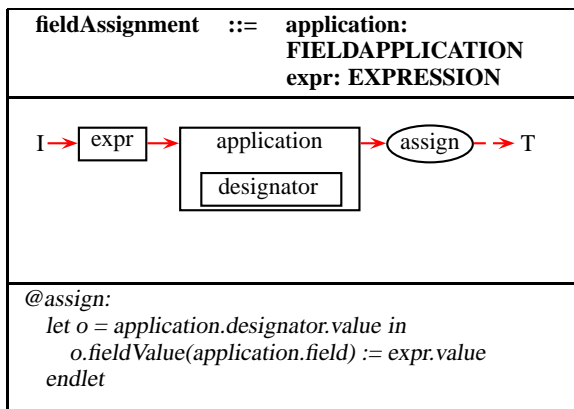 fieldAssignment ::= application:
FIELDAPPLICATION
expr: EXPRESSION
I expr application assign T
designator
@assign:
let o = application.designator.value in
o.fieldValue(application.field) := expr.value
endlet